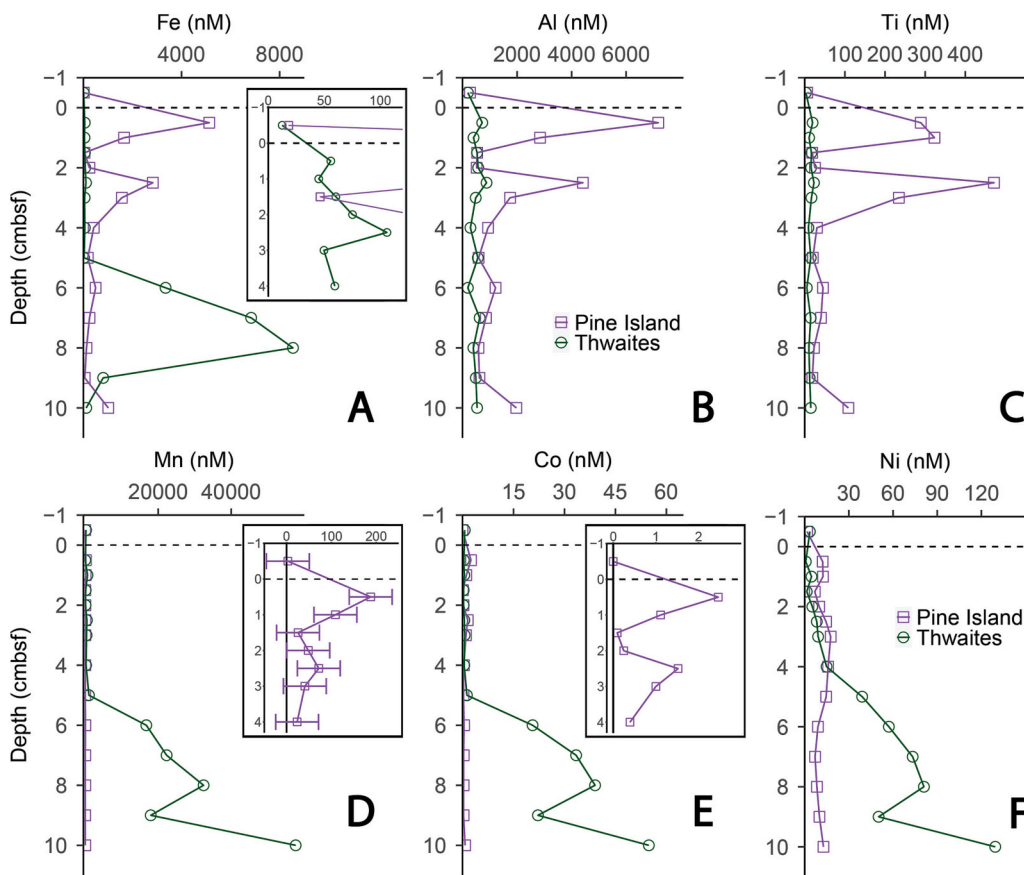 Fe (nM)
4000 8000
−1
0
2
4
6
8
10
Depth (cmbsf)
0 50 100
−1
0
1
2
3
4
A
Al (nM)
2000 4000 6000
−1
0
2
4
6
8
10
Pine Island
Thwaites
B
Ti (nM)
100 200 300 400
−1
0
2
4
6
8
10
C
Mn (nM)
20000 40000
−1
0
2
4
6
8
10
Depth (cmbsf)
0 100 200
−1
0
1
2
3
4
D
Co (nM)
15 30 45 60
−1
0
2
4
6
8
10
0 1 2
−1
0
1
2
3
4
E
Ni (nM)
30 60 90 120
−1
0
2
4
6
8
10
Pine Island
Thwaites
F